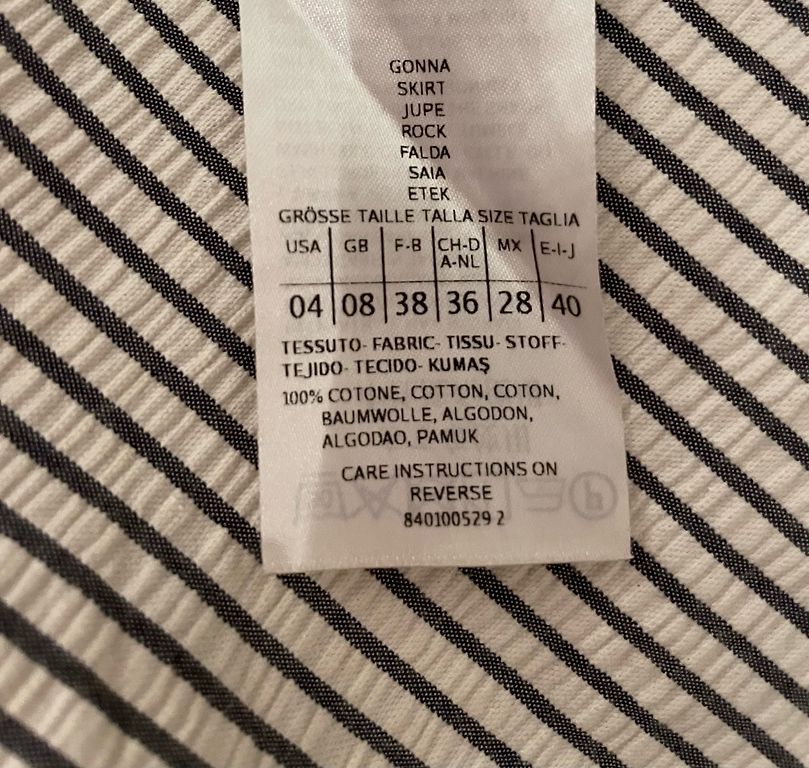 GONNA
SKIRT
JUPE
ROCK
FALDA
SAIA
ETEK
GRÖSSE TAILLE TALLA SIZE TAGLIA
USA GB F-B CH-D A-NL MX E-I-J
04 08 38 36 28 40
TESSUTO- FABRIC- TISSU- STOFF-
TEJIDO- TECIDO- KUMAŞ
100% COTONE, COTTON, COTON,
BAUMWOLLE, ALGODON,
ALGODAO, PAMUK
CARE INSTRUCTIONS ON
REVERSE
840100529 2